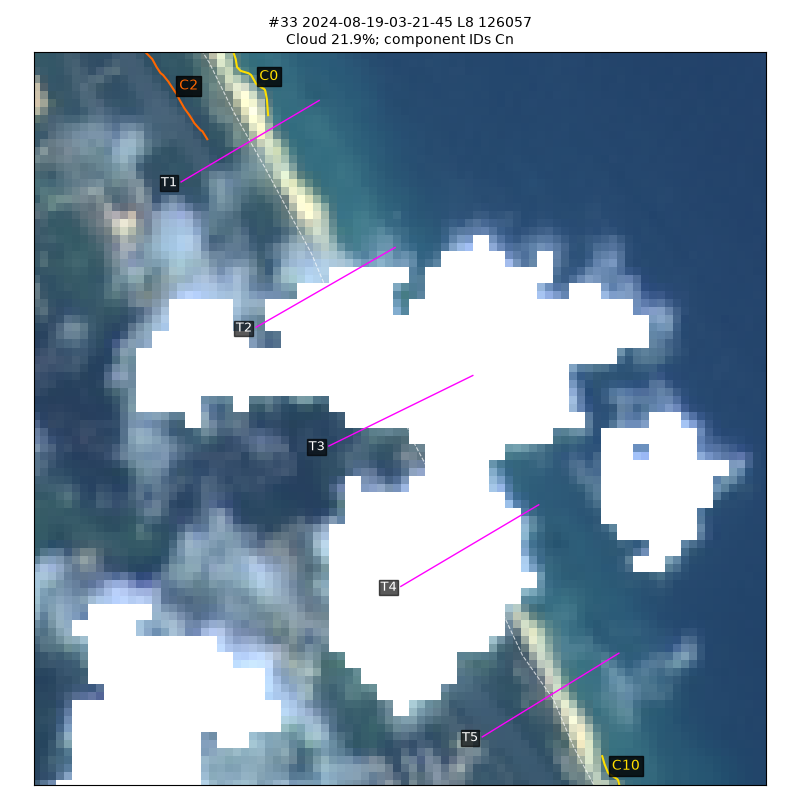 #33 2024-08-19-03-21-45 L8 126057
Cloud 21.9%; component IDs Cn
C0
C2
T1
T2
T3
T4
T5
C10